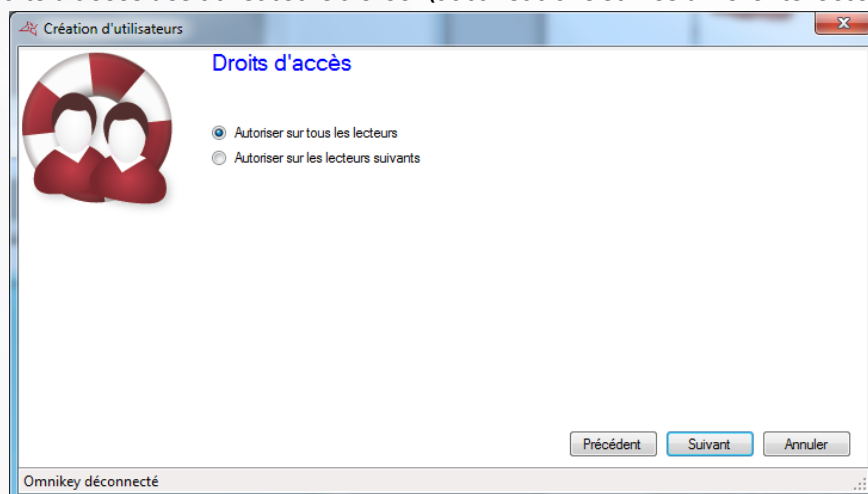 Création d'utilisateurs
Droits d'accès
Autoriser sur tous les lecteurs
Autoriser sur les lecteurs suivants
Précédent Suivant Annuler
Omnikey déconnecté